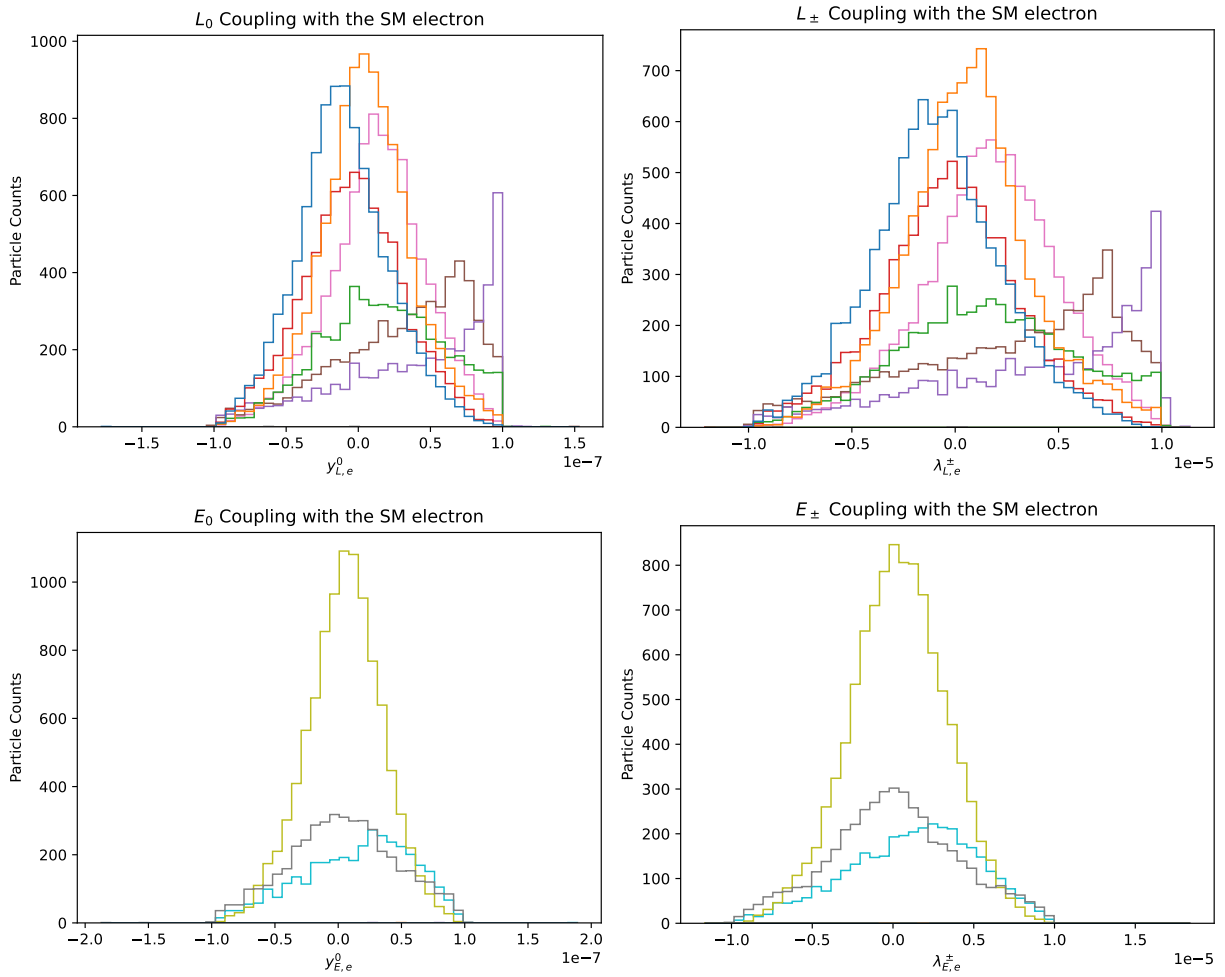 L₀ Coupling with the SM electron
Particle Counts
1000
800
600
400
200
0
−1.5 −1.0 −0.5 0.0 0.5 1.0 1.5
1e−7
y⁰_{L,e}
L± Coupling with the SM electron
Particle Counts
700
600
500
400
300
200
100
0
−1.0 −0.5 0.0 0.5 1.0
1e−5
λ±_{L,e}
E₀ Coupling with the SM electron
Particle Counts
1000
800
600
400
200
0
−2.0 −1.5 −1.0 −0.5 0.0 0.5 1.0 1.5 2.0
1e−7
y⁰_{E,e}
E± Coupling with the SM electron
Particle Counts
800
700
600
500
400
300
200
100
0
−1.0 −0.5 0.0 0.5 1.0 1.5
1e−5
λ±_{E,e}